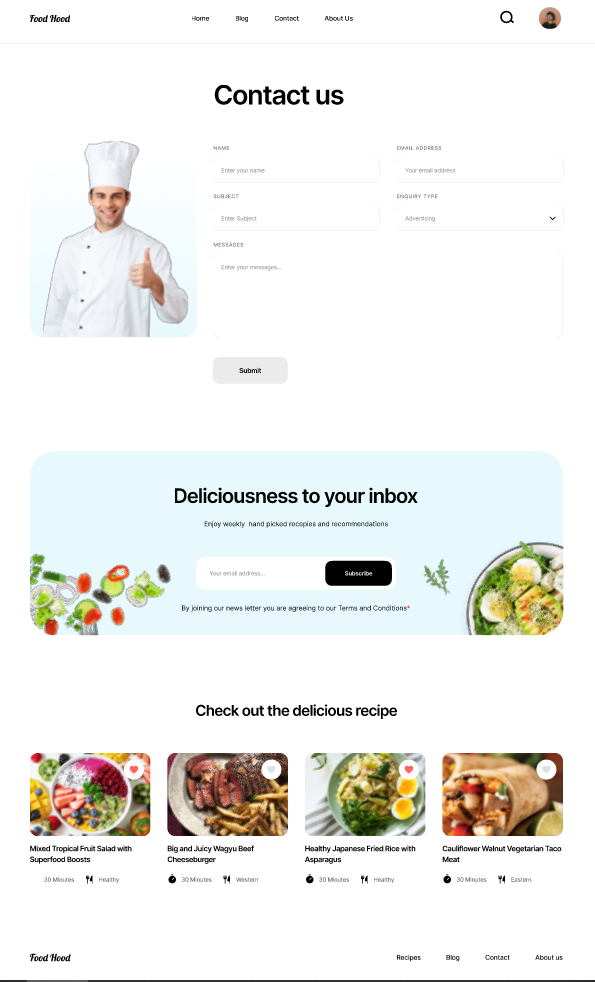 Food Hood
Home Blog Contact About Us
Contact us
NAME EMAIL ADDRESS
Enter your name Your email address
SUBJECT ENQUIRY TYPE
Enter Subject Advertising
MESSAGES
Enter your messages...
Submit
Deliciousness to your inbox
Enjoy weekly hand picked recepies and recommendations
Your email address... Subscribe
By joining our news letter you are agreeing to our Terms and Conditions*
Check out the delicious recipe
Mixed Tropical Fruit Salad with
Superfood Boosts
30 Minutes Healthy
Big and Juicy Wagyu Beef
Cheeseburger
30 Minutes Western
Healthy Japanese Fried Rice with
Asparagus
30 Minutes Healthy
Cauliflower Walnut Vegetarian Taco
Meat
30 Minutes Eastern
Food Hood
Recipes Blog Contact About us